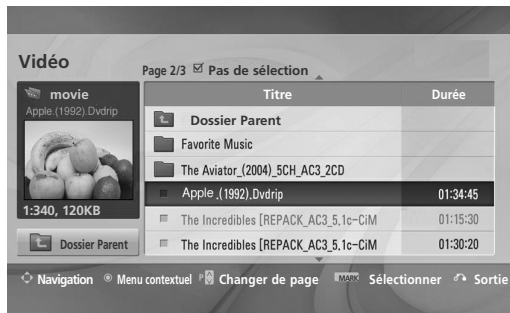 Vidéo
Page 2/3 Pas de sélection
movie
Apple.(1992).Dvdrip
1:340, 120KB
Dossier Parent
Titre Durée
Dossier Parent
Favorite Music
The Aviator_(2004)_5CH_AC3_2CD
Apple.(1992).Dvdrip 01:34:45
The Incredibles [REPACK_AC3_5.1c-CiM 01:15:30
The Incredibles [REPACK_AC3_5.1c-CiM 01:30:20
Navigation Menu contextuel P Changer de page MARK Sélectionner Sortie